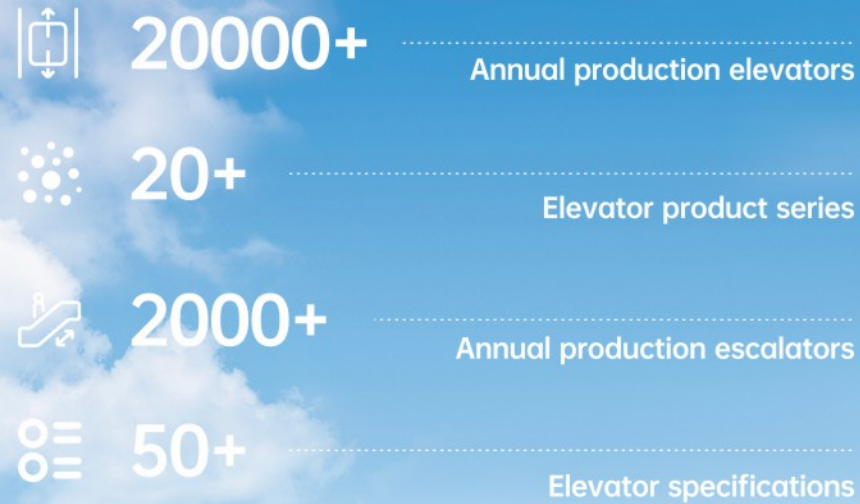 20000+
Annual production elevators
20+
Elevator product series
2000+
Annual production escalators
50+
Elevator specifications